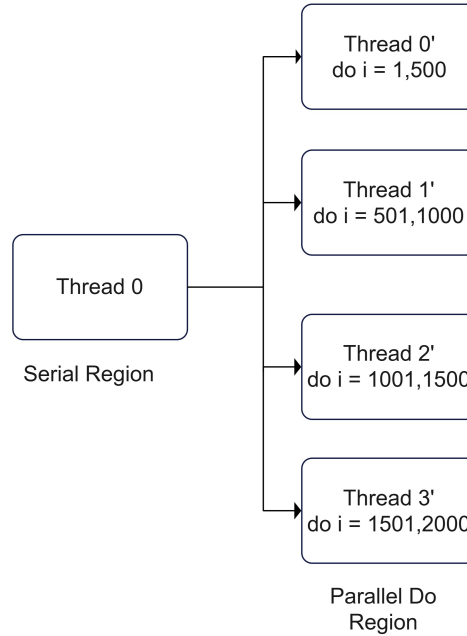 Thread 0'
do i = 1,500
Thread 1'
do i = 501,1000
Thread 0
Serial Region
Thread 2'
do i = 1001,1500
Thread 3'
do i = 1501,2000
Parallel Do
Region